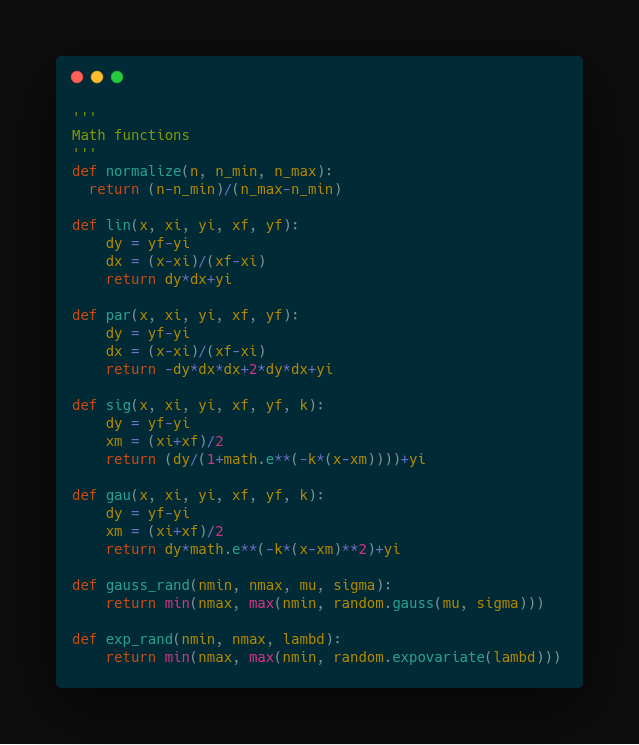 '''
Math functions
'''
def normalize(n, n_min, n_max):
  return (n-n_min)/(n_max-n_min)

def lin(x, xi, yi, xf, yf):
    dy = yf-yi
    dx = (x-xi)/(xf-xi)
    return dy*dx+yi

def par(x, xi, yi, xf, yf):
    dy = yf-yi
    dx = (x-xi)/(xf-xi)
    return -dy*dx*dx+2*dy*dx+yi

def sig(x, xi, yi, xf, yf, k):
    dy = yf-yi
    xm = (xi+xf)/2
    return (dy/(1+math.e**(-k*(x-xm))))+yi

def gau(x, xi, yi, xf, yf, k):
    dy = yf-yi
    xm = (xi+xf)/2
    return dy*math.e**(-k*(x-xm)**2)+yi

def gauss_rand(nmin, nmax, mu, sigma):
    return min(nmax, max(nmin, random.gauss(mu, sigma)))

def exp_rand(nmin, nmax, lambd):
    return min(nmax, max(nmin, random.expovariate(lambd)))